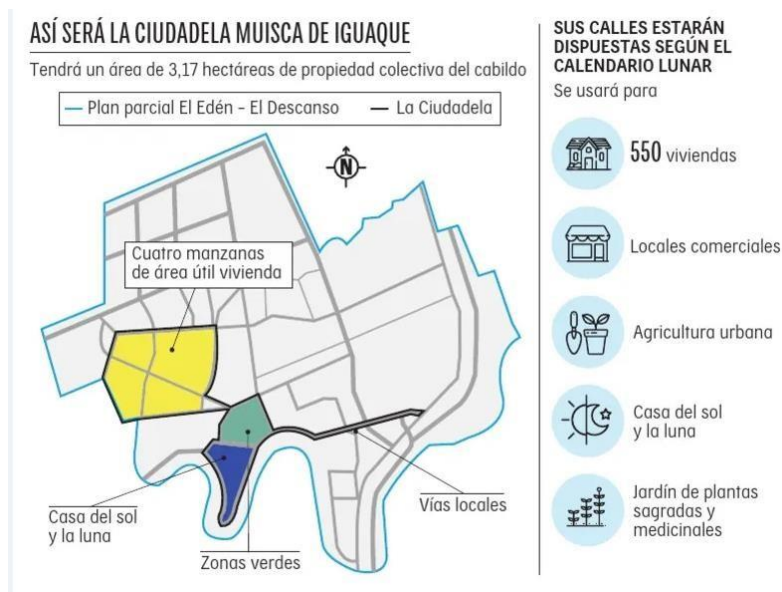 ASÍ SERÁ LA CIUDADELA MUISCA DE IGUAQUE
Tendrá un área de 3,17 hectáreas de propiedad colectiva del cabildo
Plan parcial El Edén - El Descanso
La Ciudadela
N
Cuatro manzanas
de área útil vivienda
Casa del sol
y la luna
Zonas verdes
Vías locales
SUS CALLES ESTARÁN
DISPUESTAS SEGÚN EL
CALENDARIO LUNAR
Se usará para
550 viviendas
Locales comerciales
Agricultura urbana
Casa del sol
y la luna
Jardín de plantas
sagradas y
medicinales